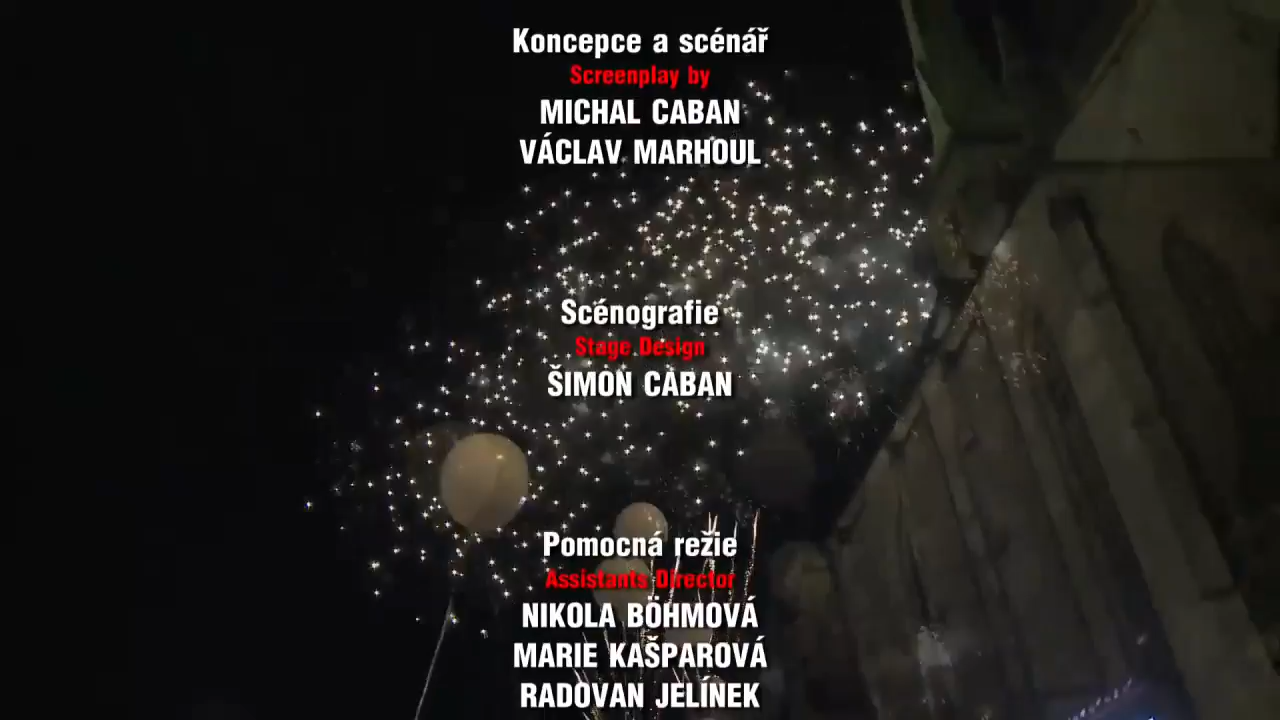 Koncepce a scénář
Screenplay by
MICHAL CABAN
VÁCLAV MARHOUL
Scénografie
Stage Design
ŠIMON CABAN
Pomocná režie
Assistants Director
NIKOLA BÖHMOVÁ
MARIE KAŠPAROVÁ
RADOVAN JELÍNEK